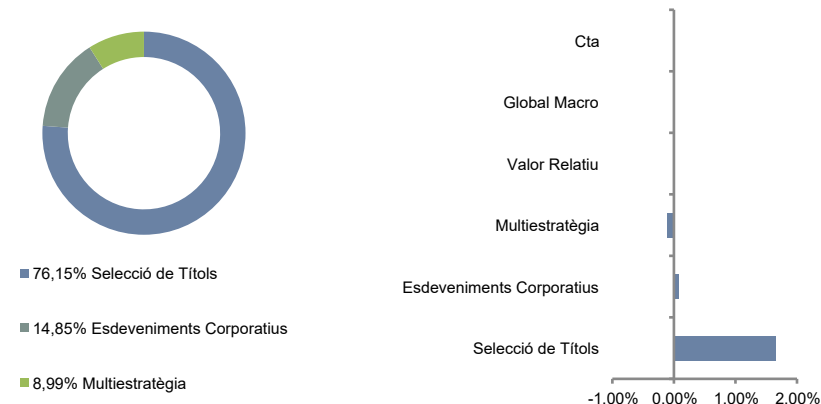 76,15% Selecció de Títols
14,85% Esdeveniments Corporatius
8,99% Multiestratègia
Cta
Global Macro
Valor Relatiu
Multiestratègia
Esdeveniments Corporatius
Selecció de Títols
-1.00% 0.00% 1.00% 2.00%